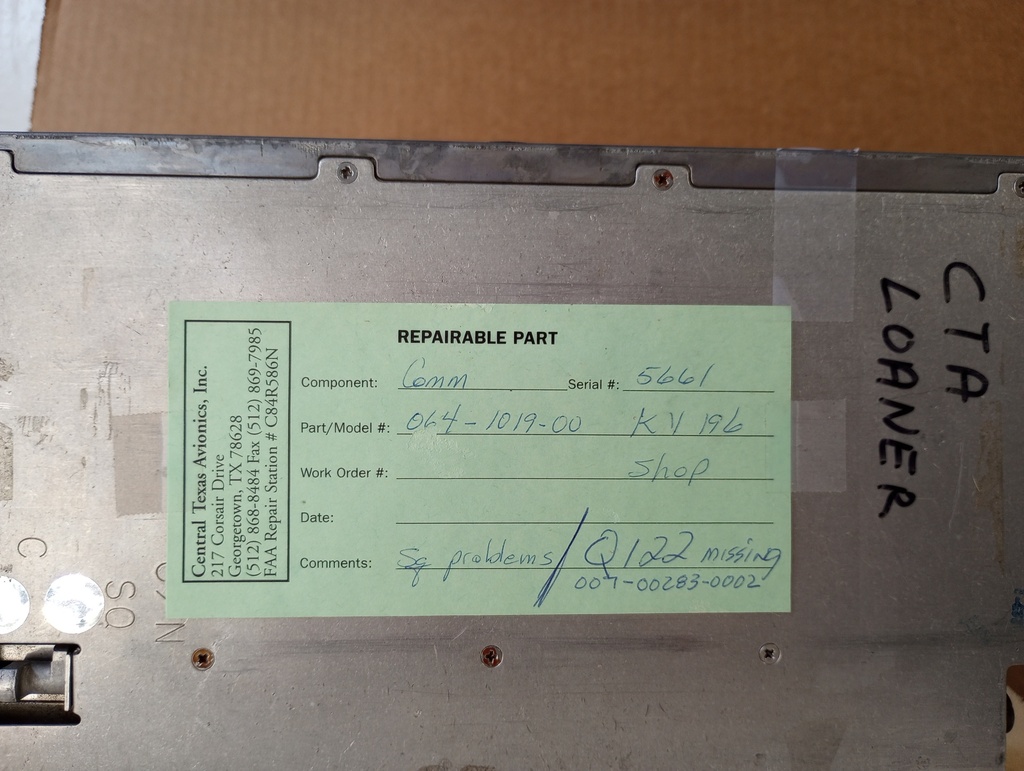 REPAIRABLE PART
Component: Comm Serial #: 5661
Part/Model #: 064-1019-00 KY 196
Work Order #: Shop
Date:
Comments: Sq problems / Q122 missing
007-00283-0002
Central Texas Avionics, Inc.
217 Corsair Drive
Georgetown, TX 78628
(512) 868-8484 Fax (512) 869-7985
FAA Repair Station # C84R586N
CTA
LOANER
C
SQ
N